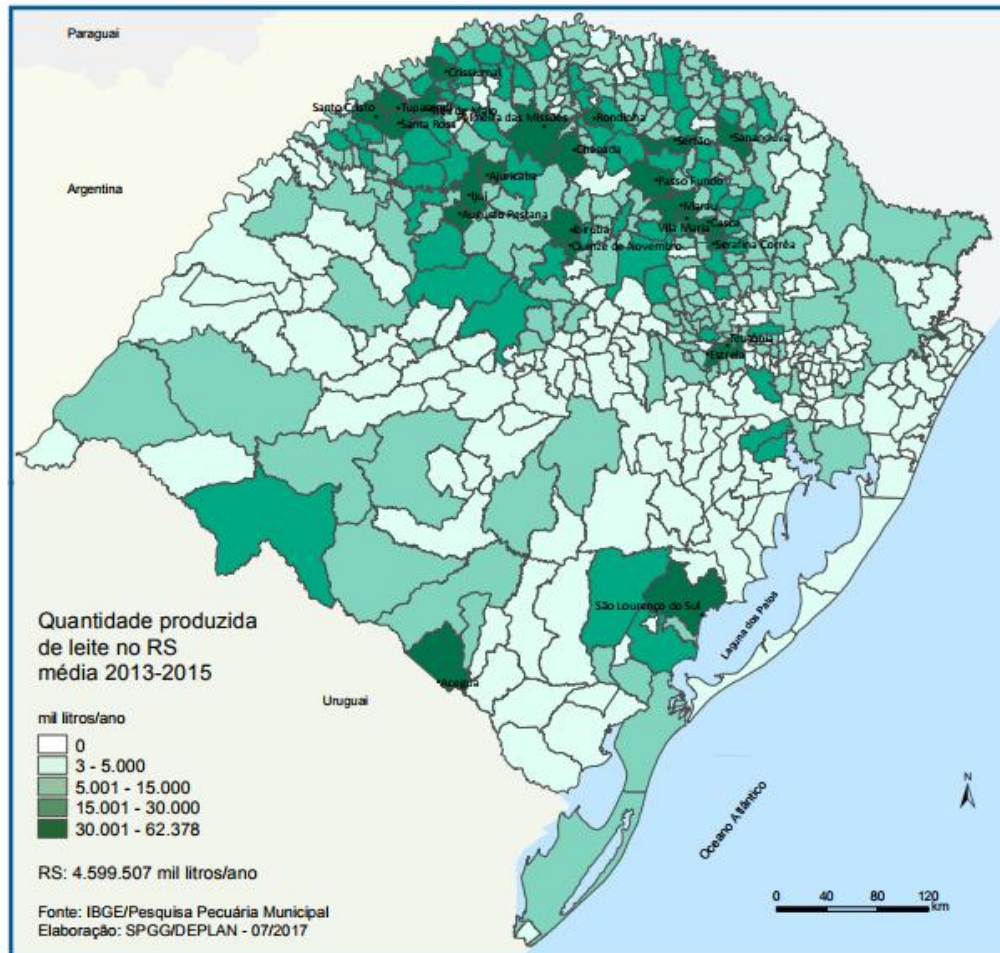 Paraguai
Crissiumal
Santo Cristo
Tuparendi
Santa Rosa
Palmeira das Missões
Rondinha
Chapada
Sertão
Sananduva
Argentina
Ajuricaba
Passo Fundo
Ijuí
Marau
Augusto Pestana
Casca
Vila Maria
Ibirubá
Quinze de Novembro
Serafina Corrêa
Teutônia
Estrela
São Lourenço do Sul
Laguna dos Patos
Aceguá
Uruguai
Oceano Atlântico
Quantidade produzida
de leite no RS
média 2013-2015
mil litros/ano
0
3 - 5.000
5.001 - 15.000
15.001 - 30.000
30.001 - 62.378
RS: 4.599.507 mil litros/ano
Fonte: IBGE/Pesquisa Pecuária Municipal
Elaboração: SPGG/DEPLAN - 07/2017
N
0 40 80 120
km